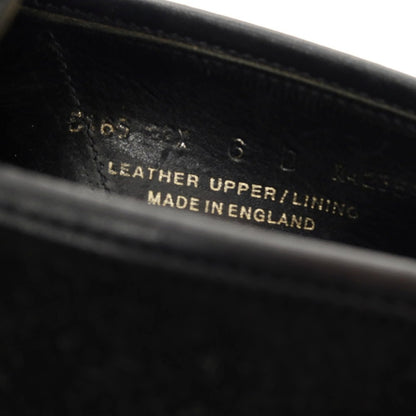 6 D
LEATHER UPPER/LINING
MADE IN ENGLAND